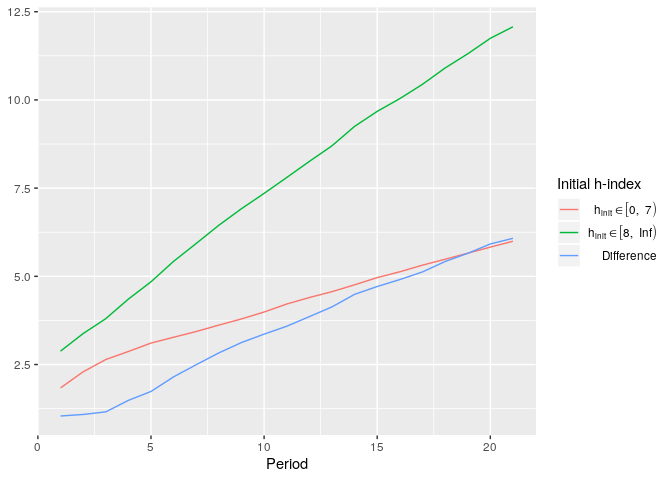 12.5
10.0
7.5
5.0
2.5
0
5
10
15
20
Period
Initial h-index
hInit∈[0, 7)
hInit∈[8, Inf)
Difference